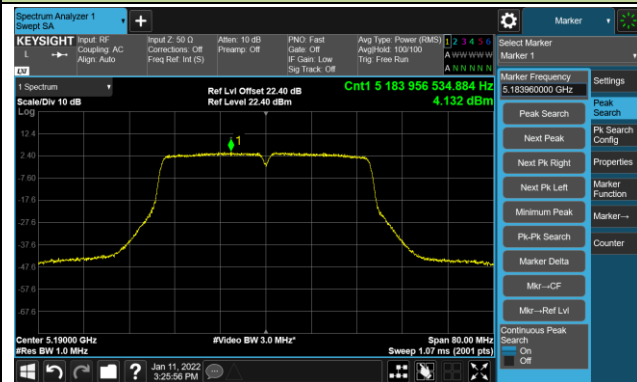 Spectrum Analyzer 1
Swept SA
+
Marker
KEYSIGHT
L
LXI
Input: RF
Coupling: AC
Align: Auto
Input Z: 50 Ω
Corrections: Off
Freq Ref: Int (S)
Atten: 10 dB
Preamp: Off
PNO: Fast
Gate: Off
IF Gain: Low
Sig Track: Off
Avg Type: Power (RMS)
Avg|Hold: 100/100
Trig: Free Run
1 2 3 4 5 6
A W W W W W
A N N N N N
Select Marker
Marker 1
1 Spectrum
Scale/Div 10 dB
Log
Ref Lvl Offset 22.40 dB
Ref Level 22.40 dBm
Cnt1 5 183 956 534.884 Hz
4.132 dBm
1
12.4
2.40
-7.60
-17.6
-27.6
-37.6
-47.6
-57.6
-67.6
Center 5.19000 GHz
#Res BW 1.0 MHz
#Video BW 3.0 MHz*
Span 80.00 MHz
Sweep 1.07 ms (2001 pts)
Marker Frequency
5.183960000 GHz
Peak Search
Next Peak
Next Pk Right
Next Pk Left
Minimum Peak
Pk-Pk Search
Marker Delta
Mkr→CF
Mkr→Ref Lvl
Continuous Peak
Search
On
Off
Settings
Peak
Search
Pk Search
Config
Properties
Marker
Function
Marker→
Counter
?
Jan 11, 2022
3:25:56 PM